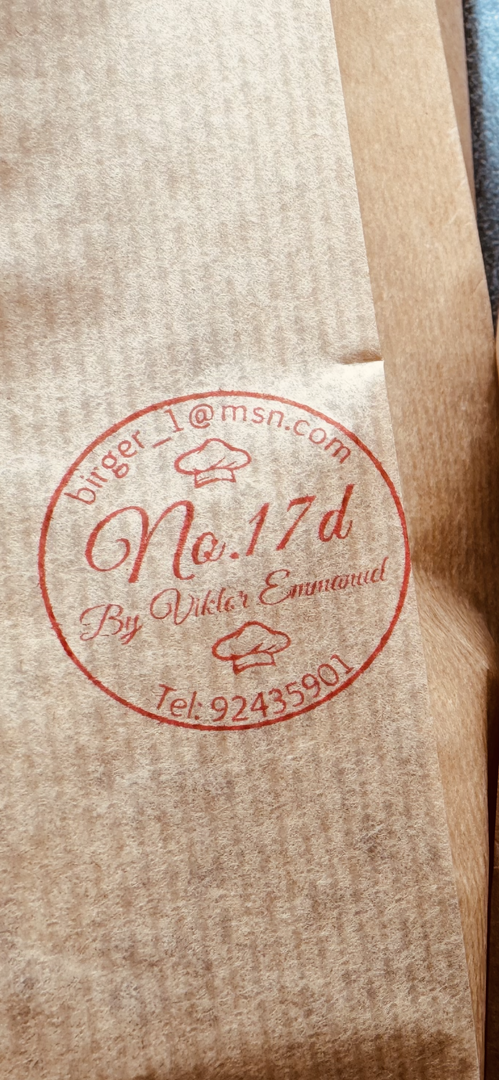 birger_1@msn.com
No.17d
By Viktor Emmanuel
Tel: 92435901